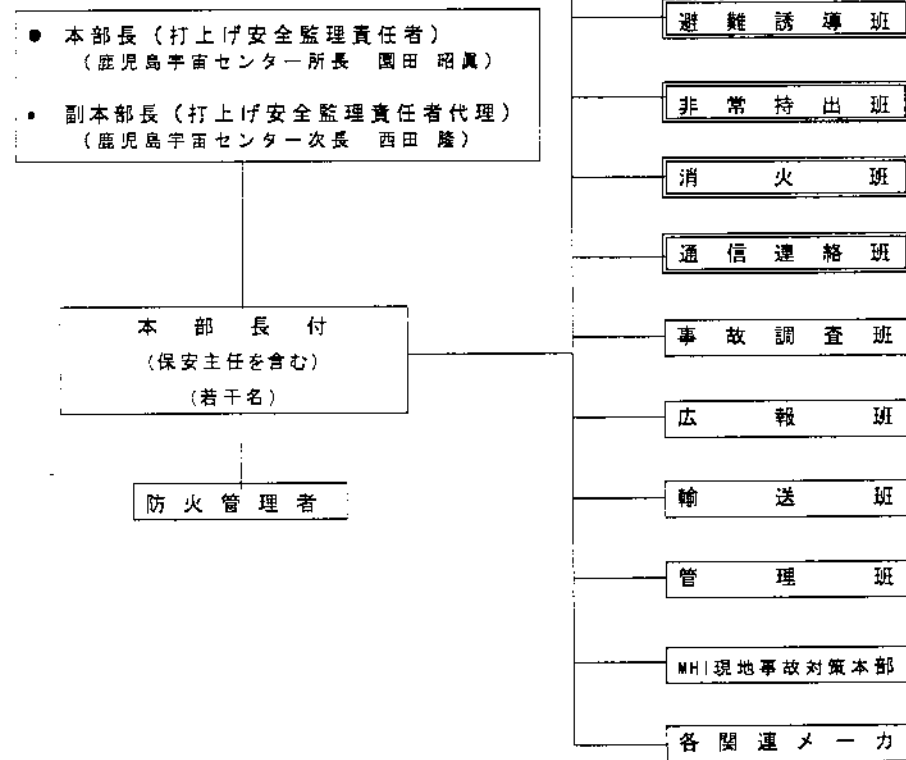 ● 本部長（打上げ安全監理責任者）
（鹿児島宇宙センター所長 園田 昭眞）
● 副本部長（打上げ安全監理責任者代理）
（鹿児島宇宙センター次長 西田 隆）
本部長付
(保安主任を含む)
(若干名)
防火管理者
避難誘導班
非常持出班
消火班
通信連絡班
事故調査班
広報班
輸送班
管理班
MHI現地事故対策本部
各関連メーカ